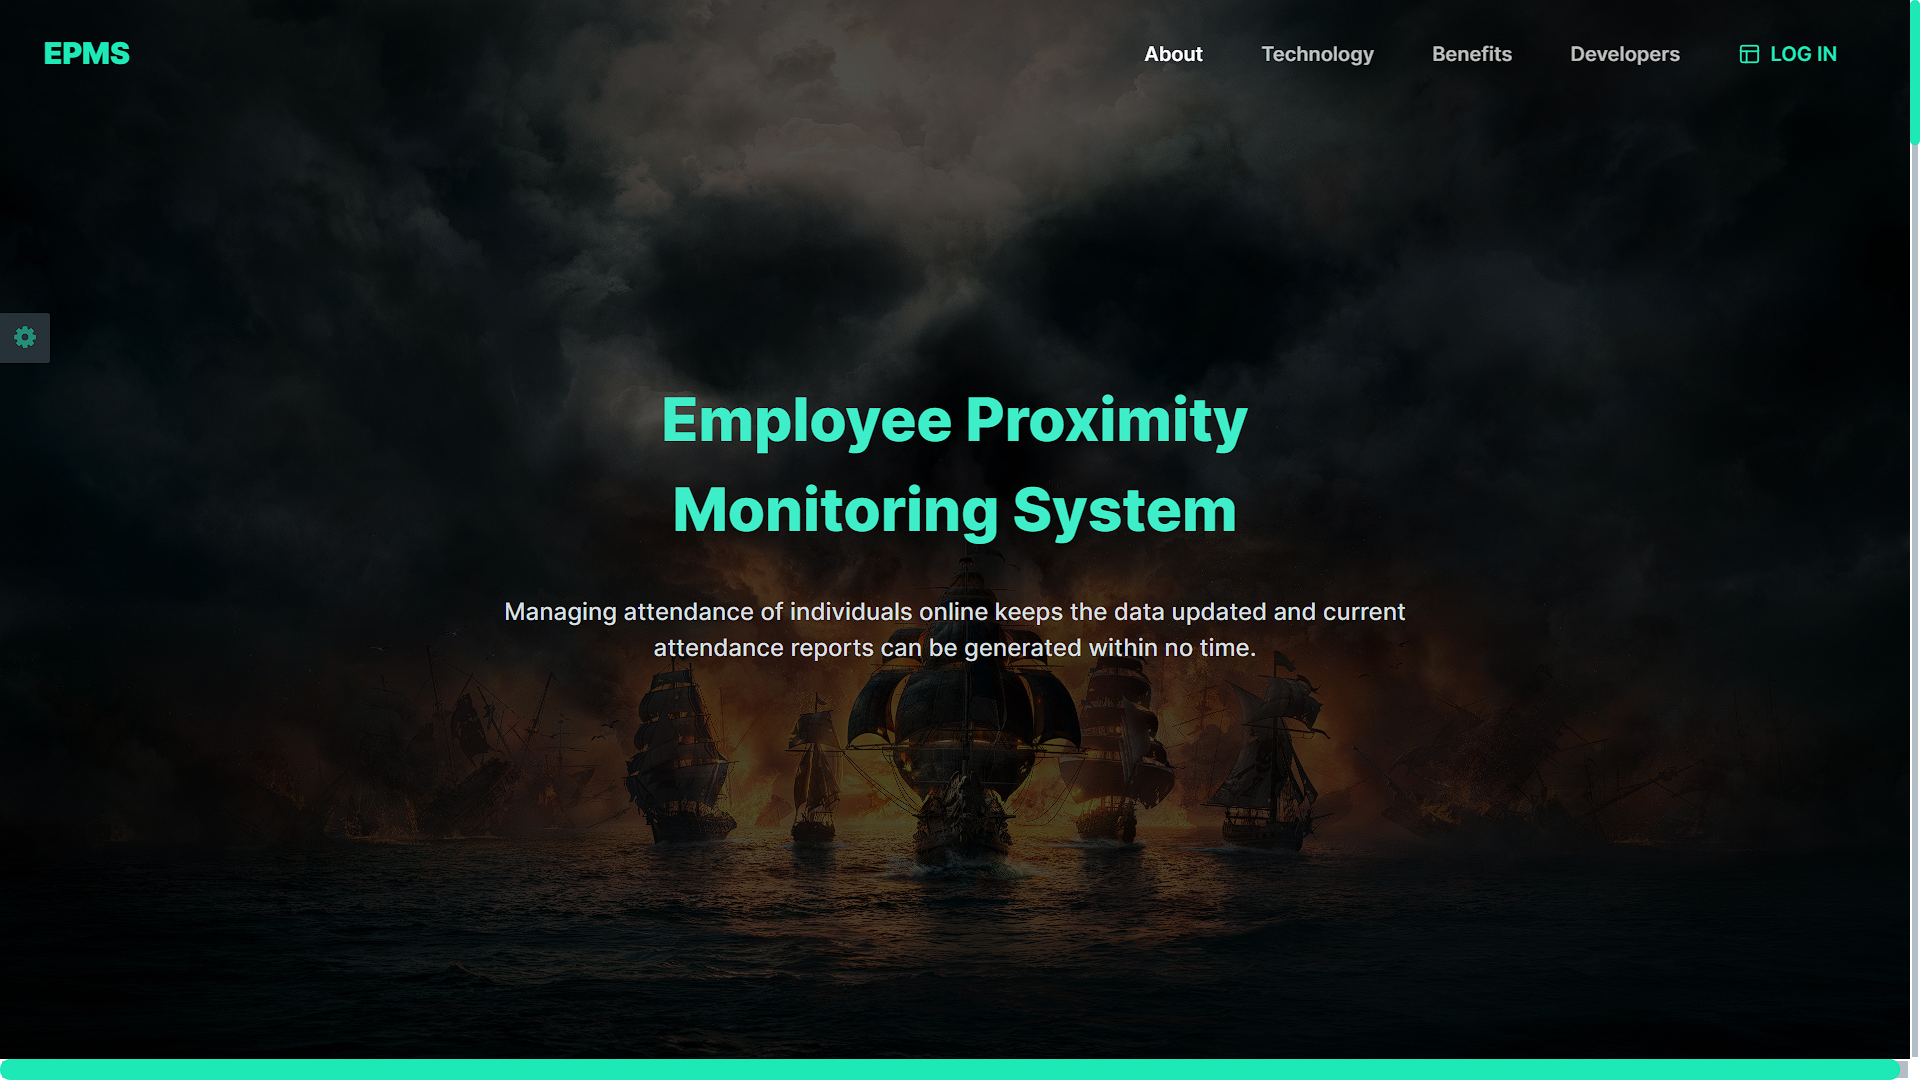 EPMS
About
Technology
Benefits
Developers
LOG IN
Employee Proximity
Monitoring System
Managing attendance of individuals online keeps the data updated and current
attendance reports can be generated within no time.